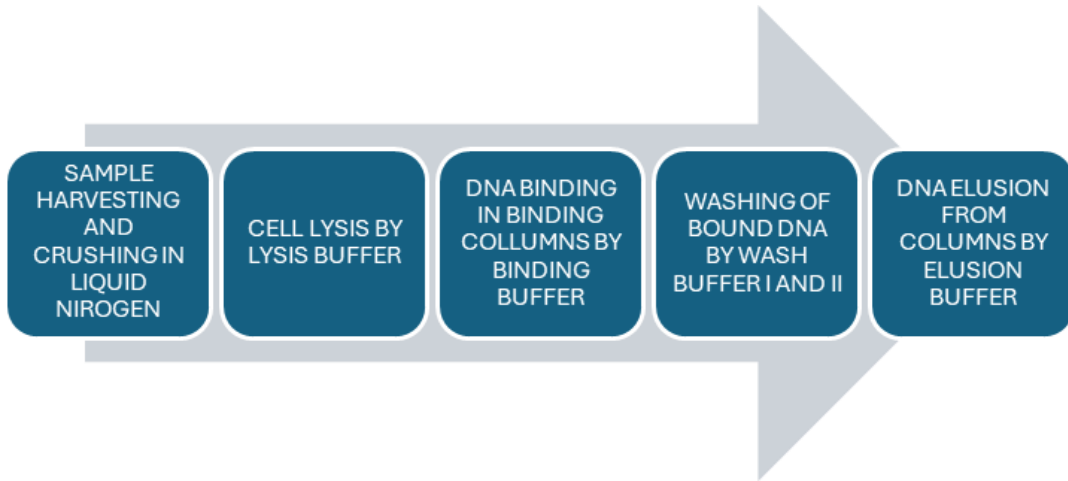 SAMPLE
HARVESTING
AND
CRUSHING IN
LIQUID
NIROGEN
CELL LYSIS BY
LYSIS BUFFER
DNA BINDING
IN BINDING
COLLUMNS BY
BINDING
BUFFER
WASHING OF
BOUND DNA
BY WASH
BUFFER I AND II
DNA ELUSION
FROM
COLUMNS BY
ELUSION
BUFFER